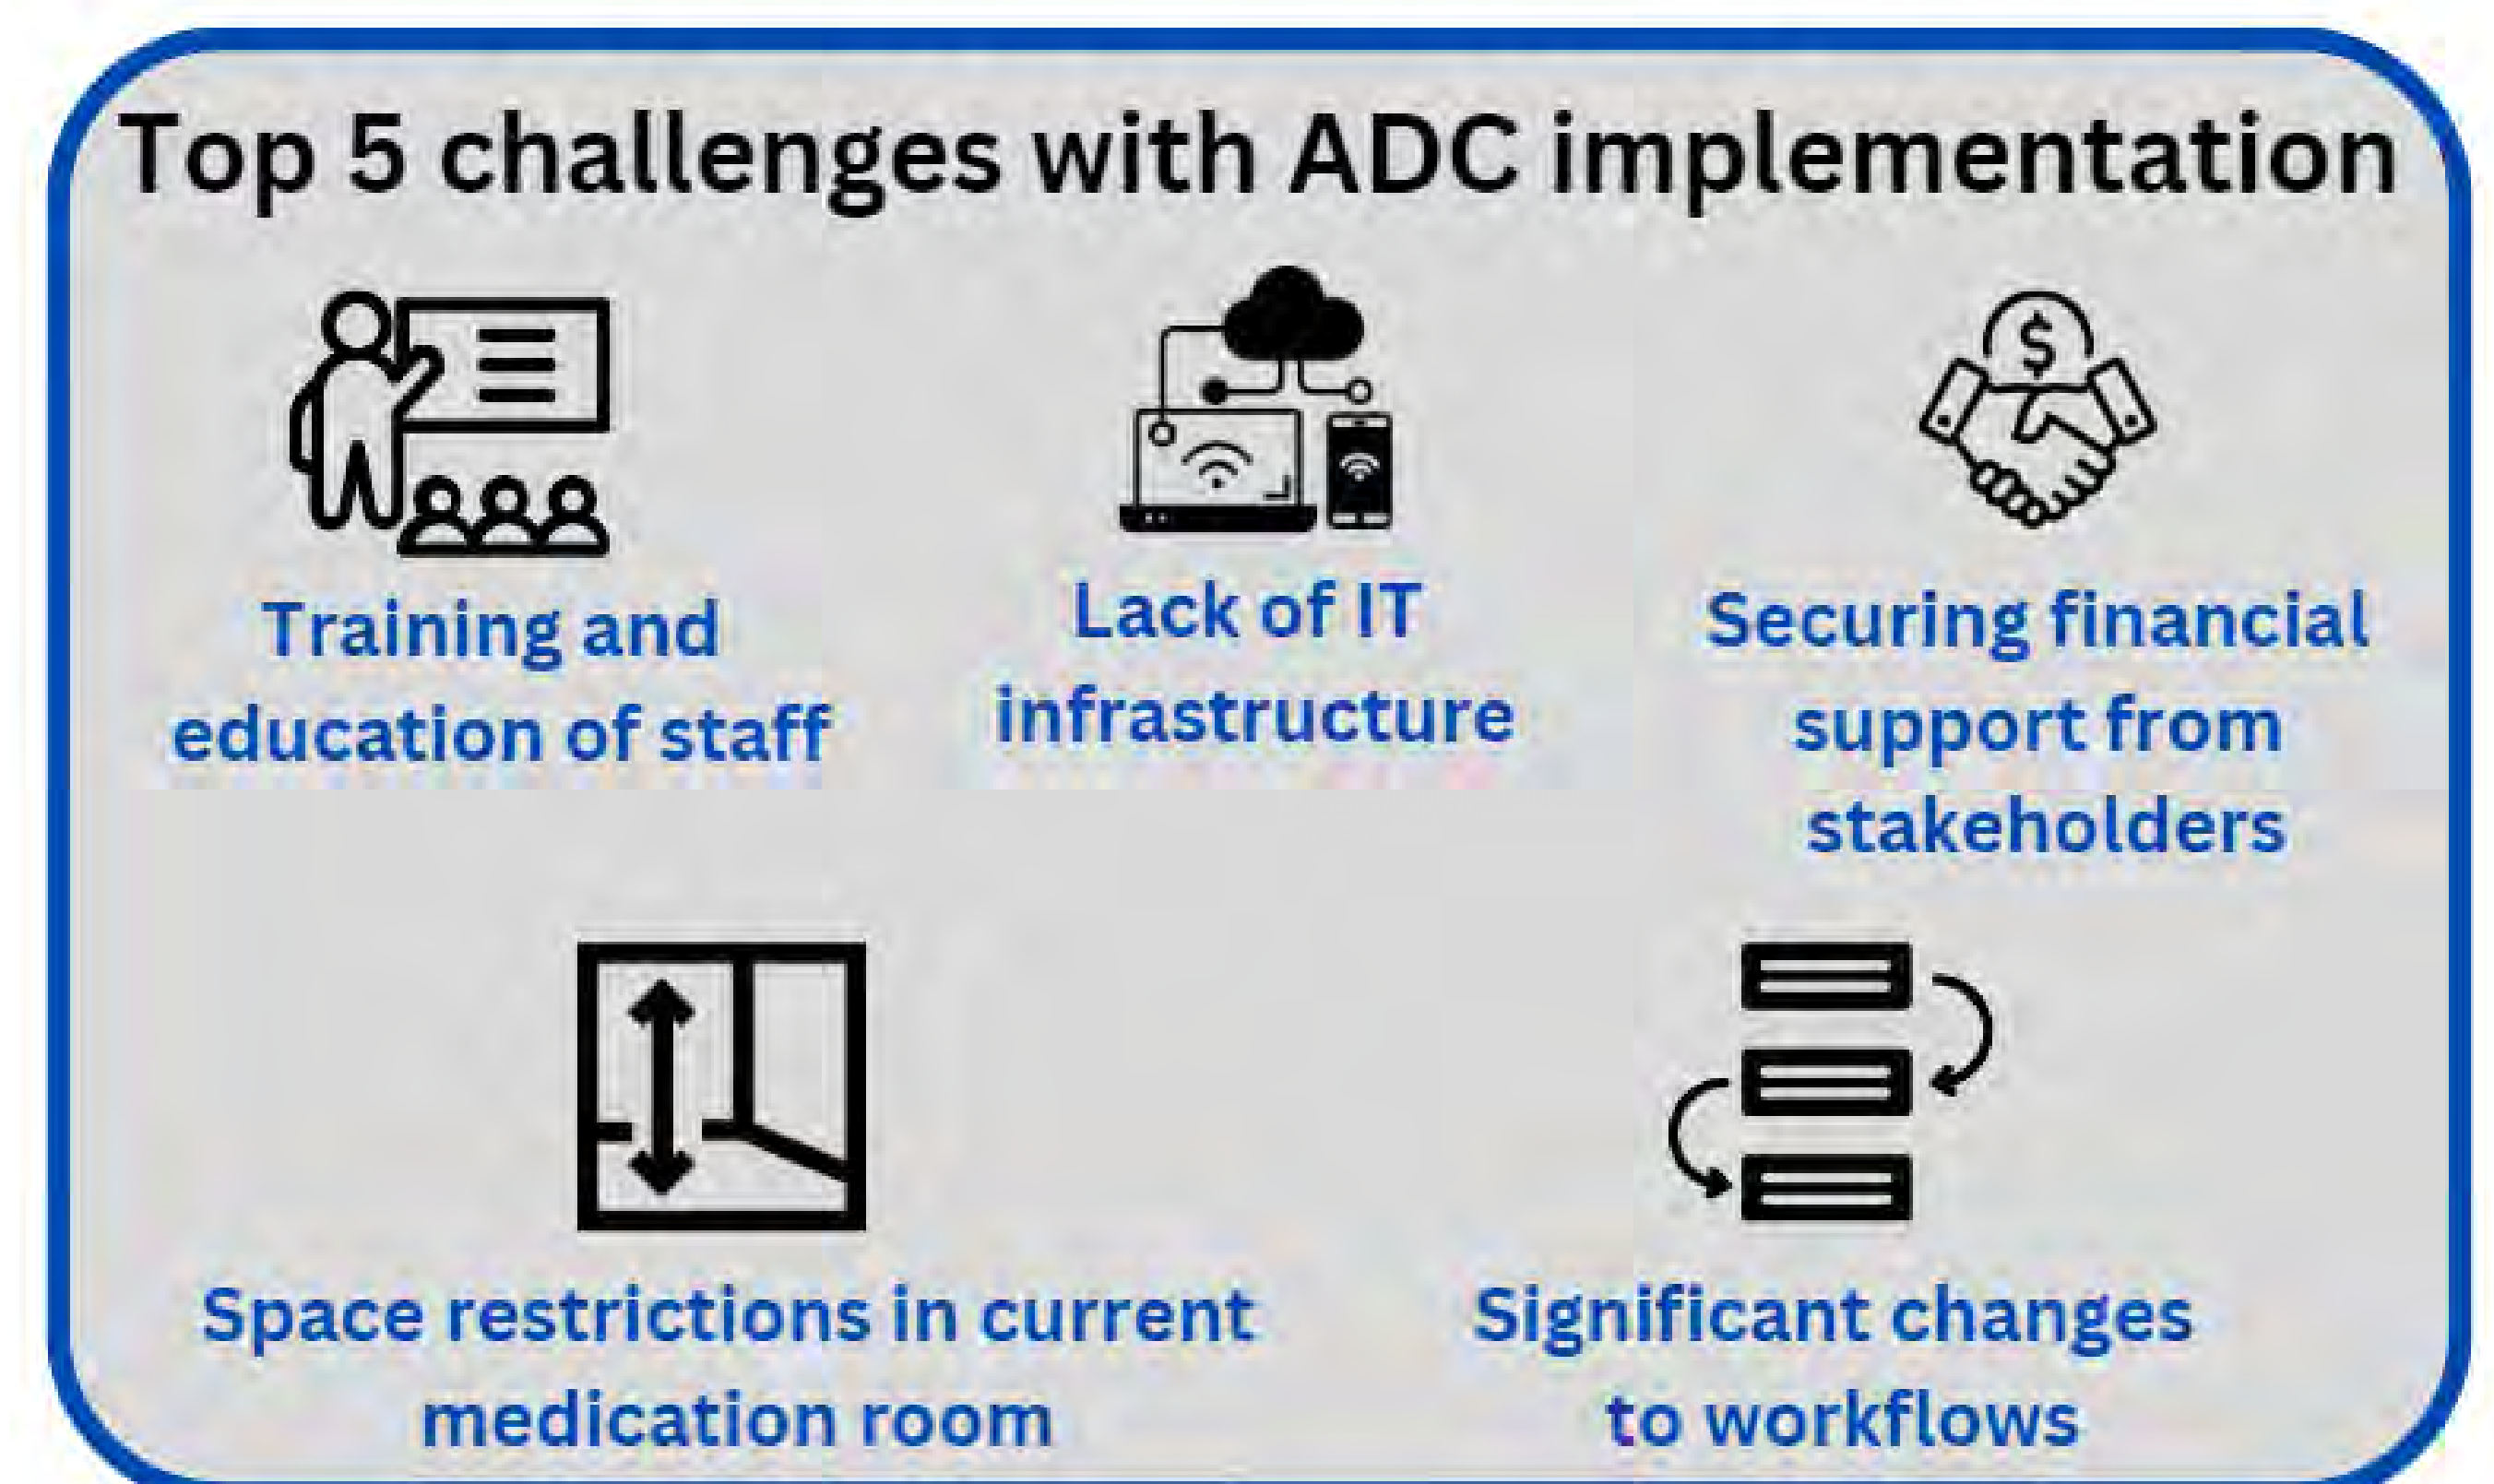 Top 5 challenges with ADC implementation
$
Training and
education of staff
Lack of IT
infrastructure
Securing financial
support from
stakeholders
Space restrictions in current
medication room
Significant changes
to workflows